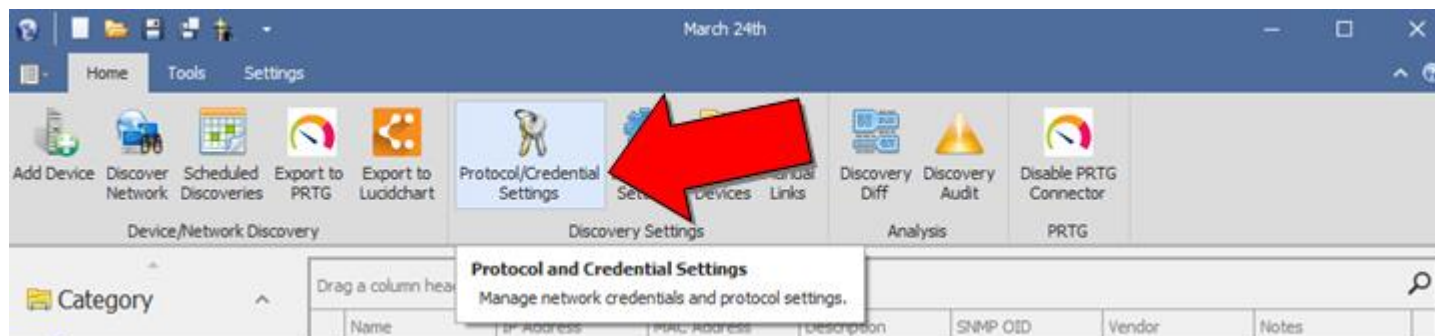 March 24th
Home Tools Settings
Add Device Discover Scheduled Export to Export to Protocol/Credential Discovery Discovery Disable PRTG
Network Discoveries PRTG Lucidchart Settings Devices Links Diff Audit Connector
Device/Network Discovery Discovery Settings Analysis PRTG
Protocol and Credential Settings
Category Drag a column
Manage network credentials and protocol settings.
Name IP Address MAC Address Description SNMP OID Vendor Notes